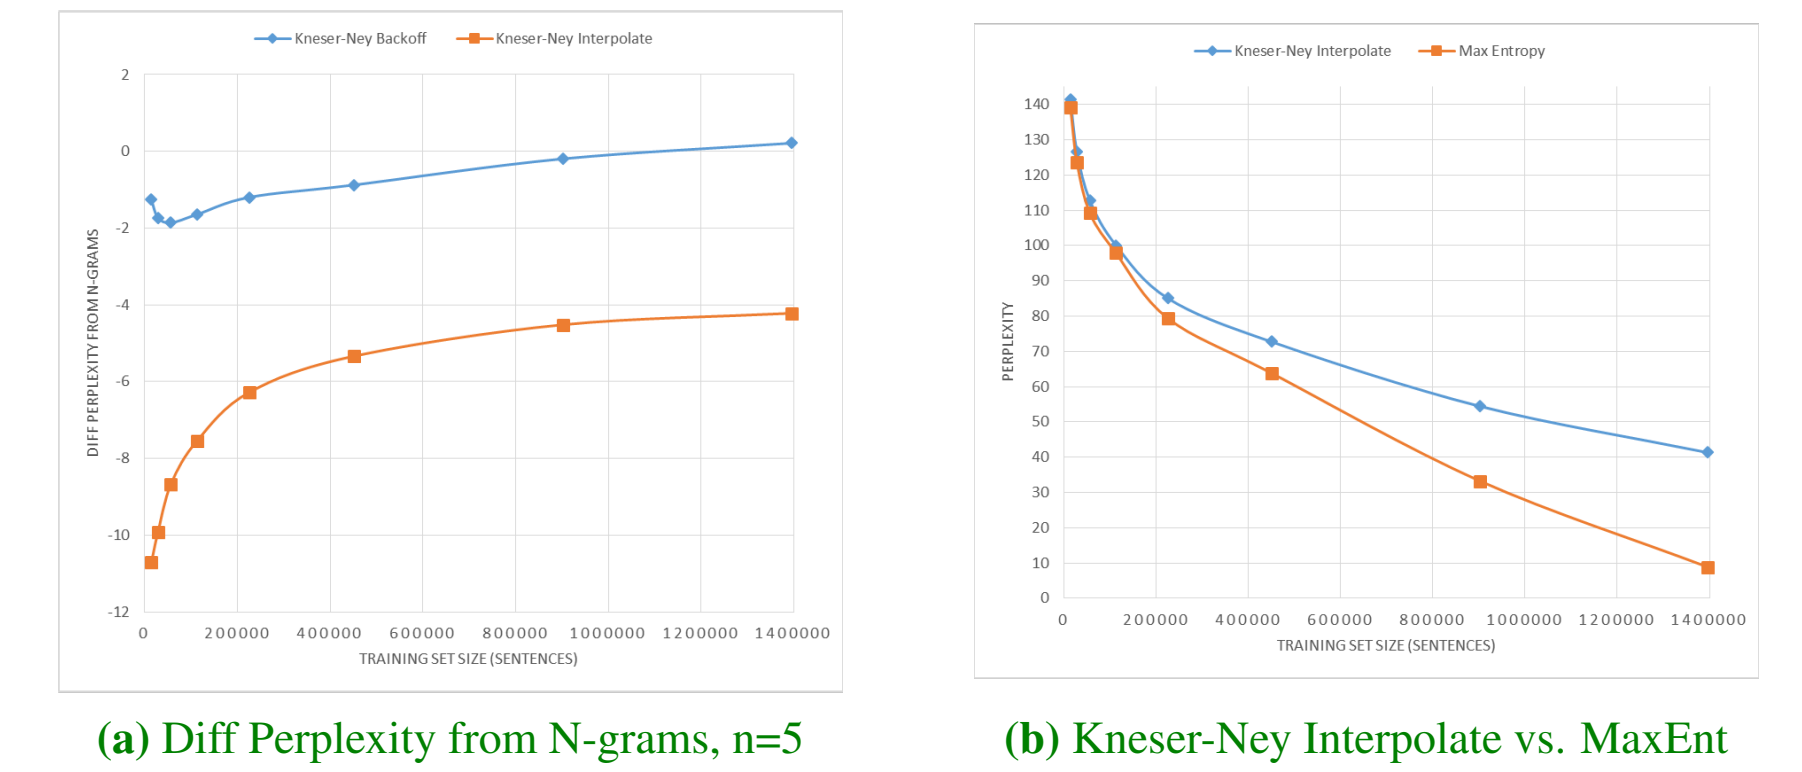 Kneser-Ney Backoff Kneser-Ney Interpolate
2
0
-2
-4
-6
-8
-10
-12
DIFF PERPLEXITY FROM N-GRAMS
0 200000 400000 600000 800000 1000000 1200000 1400000
TRAINING SET SIZE (SENTENCES)
(a) Diff Perplexity from N-grams, n=5
Kneser-Ney Interpolate Max Entropy
140
130
120
110
100
90
80
70
60
50
40
30
20
10
0
PERPLEXITY
0 200000 400000 600000 800000 1000000 1200000 1400000
TRAINING SET SIZE (SENTENCES)
(b) Kneser-Ney Interpolate vs. MaxEnt